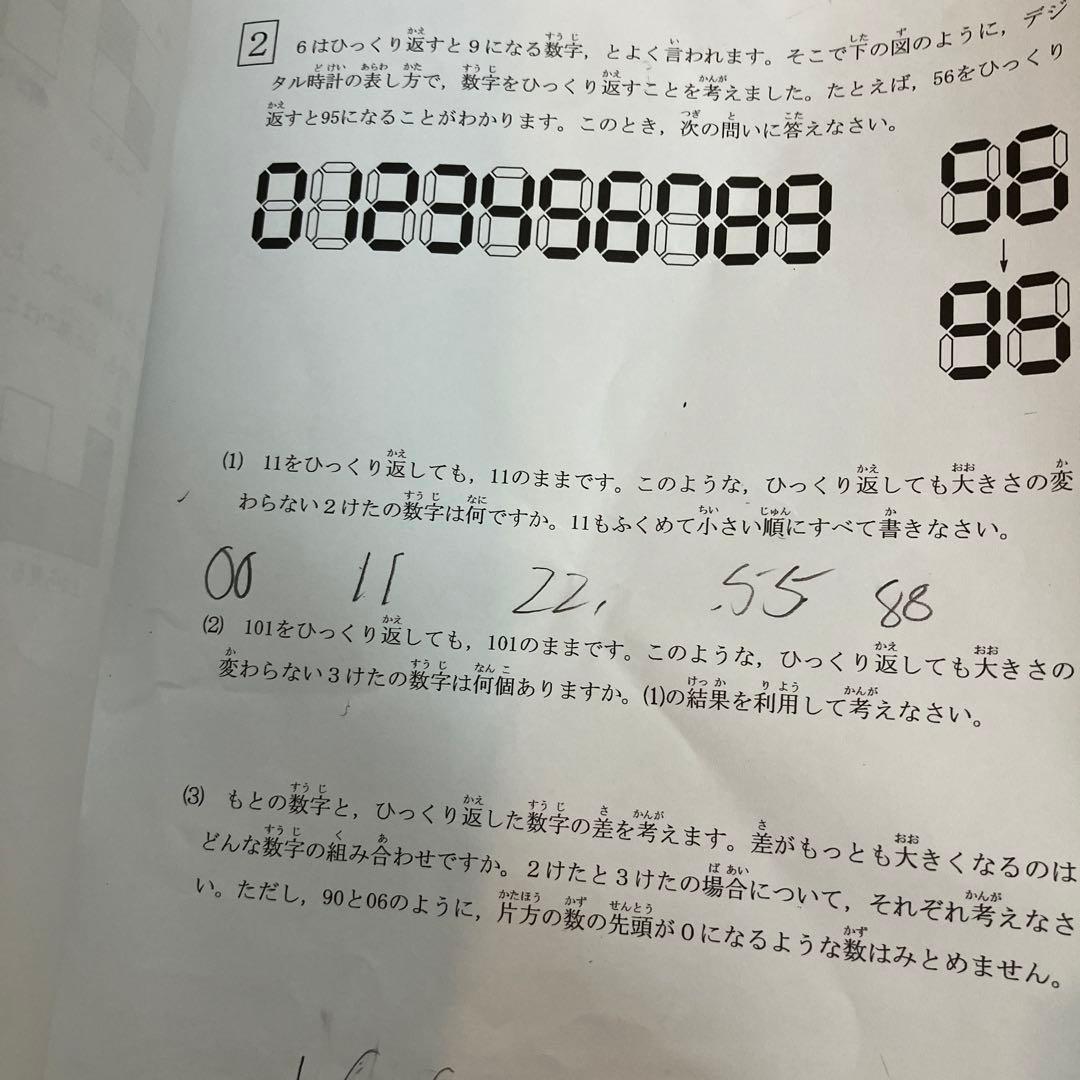 2 6はひっくり返すと9になる数字，とよく言われます。そこで下の図のように，デジ
タル時計の表し方で，数字をひっくり返すことを考えました。たとえば，56をひっくり
返すと95になることがわかります。このとき，次の問いに答えなさい。
0123456789
56
↓
95
(1) 11をひっくり返しても，11のままです。このような，ひっくり返しても大きさの変
わらない2けたの数字は何ですか。11もふくめて小さい順にすべて書きなさい。
00 11 22, .55 88
(2) 101をひっくり返しても，101のままです。このような，ひっくり返しても大きさの
変わらない3けたの数字は何個ありますか。(1)の結果を利用して考えなさい。
(3) もとの数字と，ひっくり返した数字の差を考えます。差がもっとも大きくなるのは
どんな数字の組み合わせですか。2けたと3けたの場合について，それぞれ考えなさ
い。ただし，90と06のように，片方の数の先頭が0になるような数はみとめません。